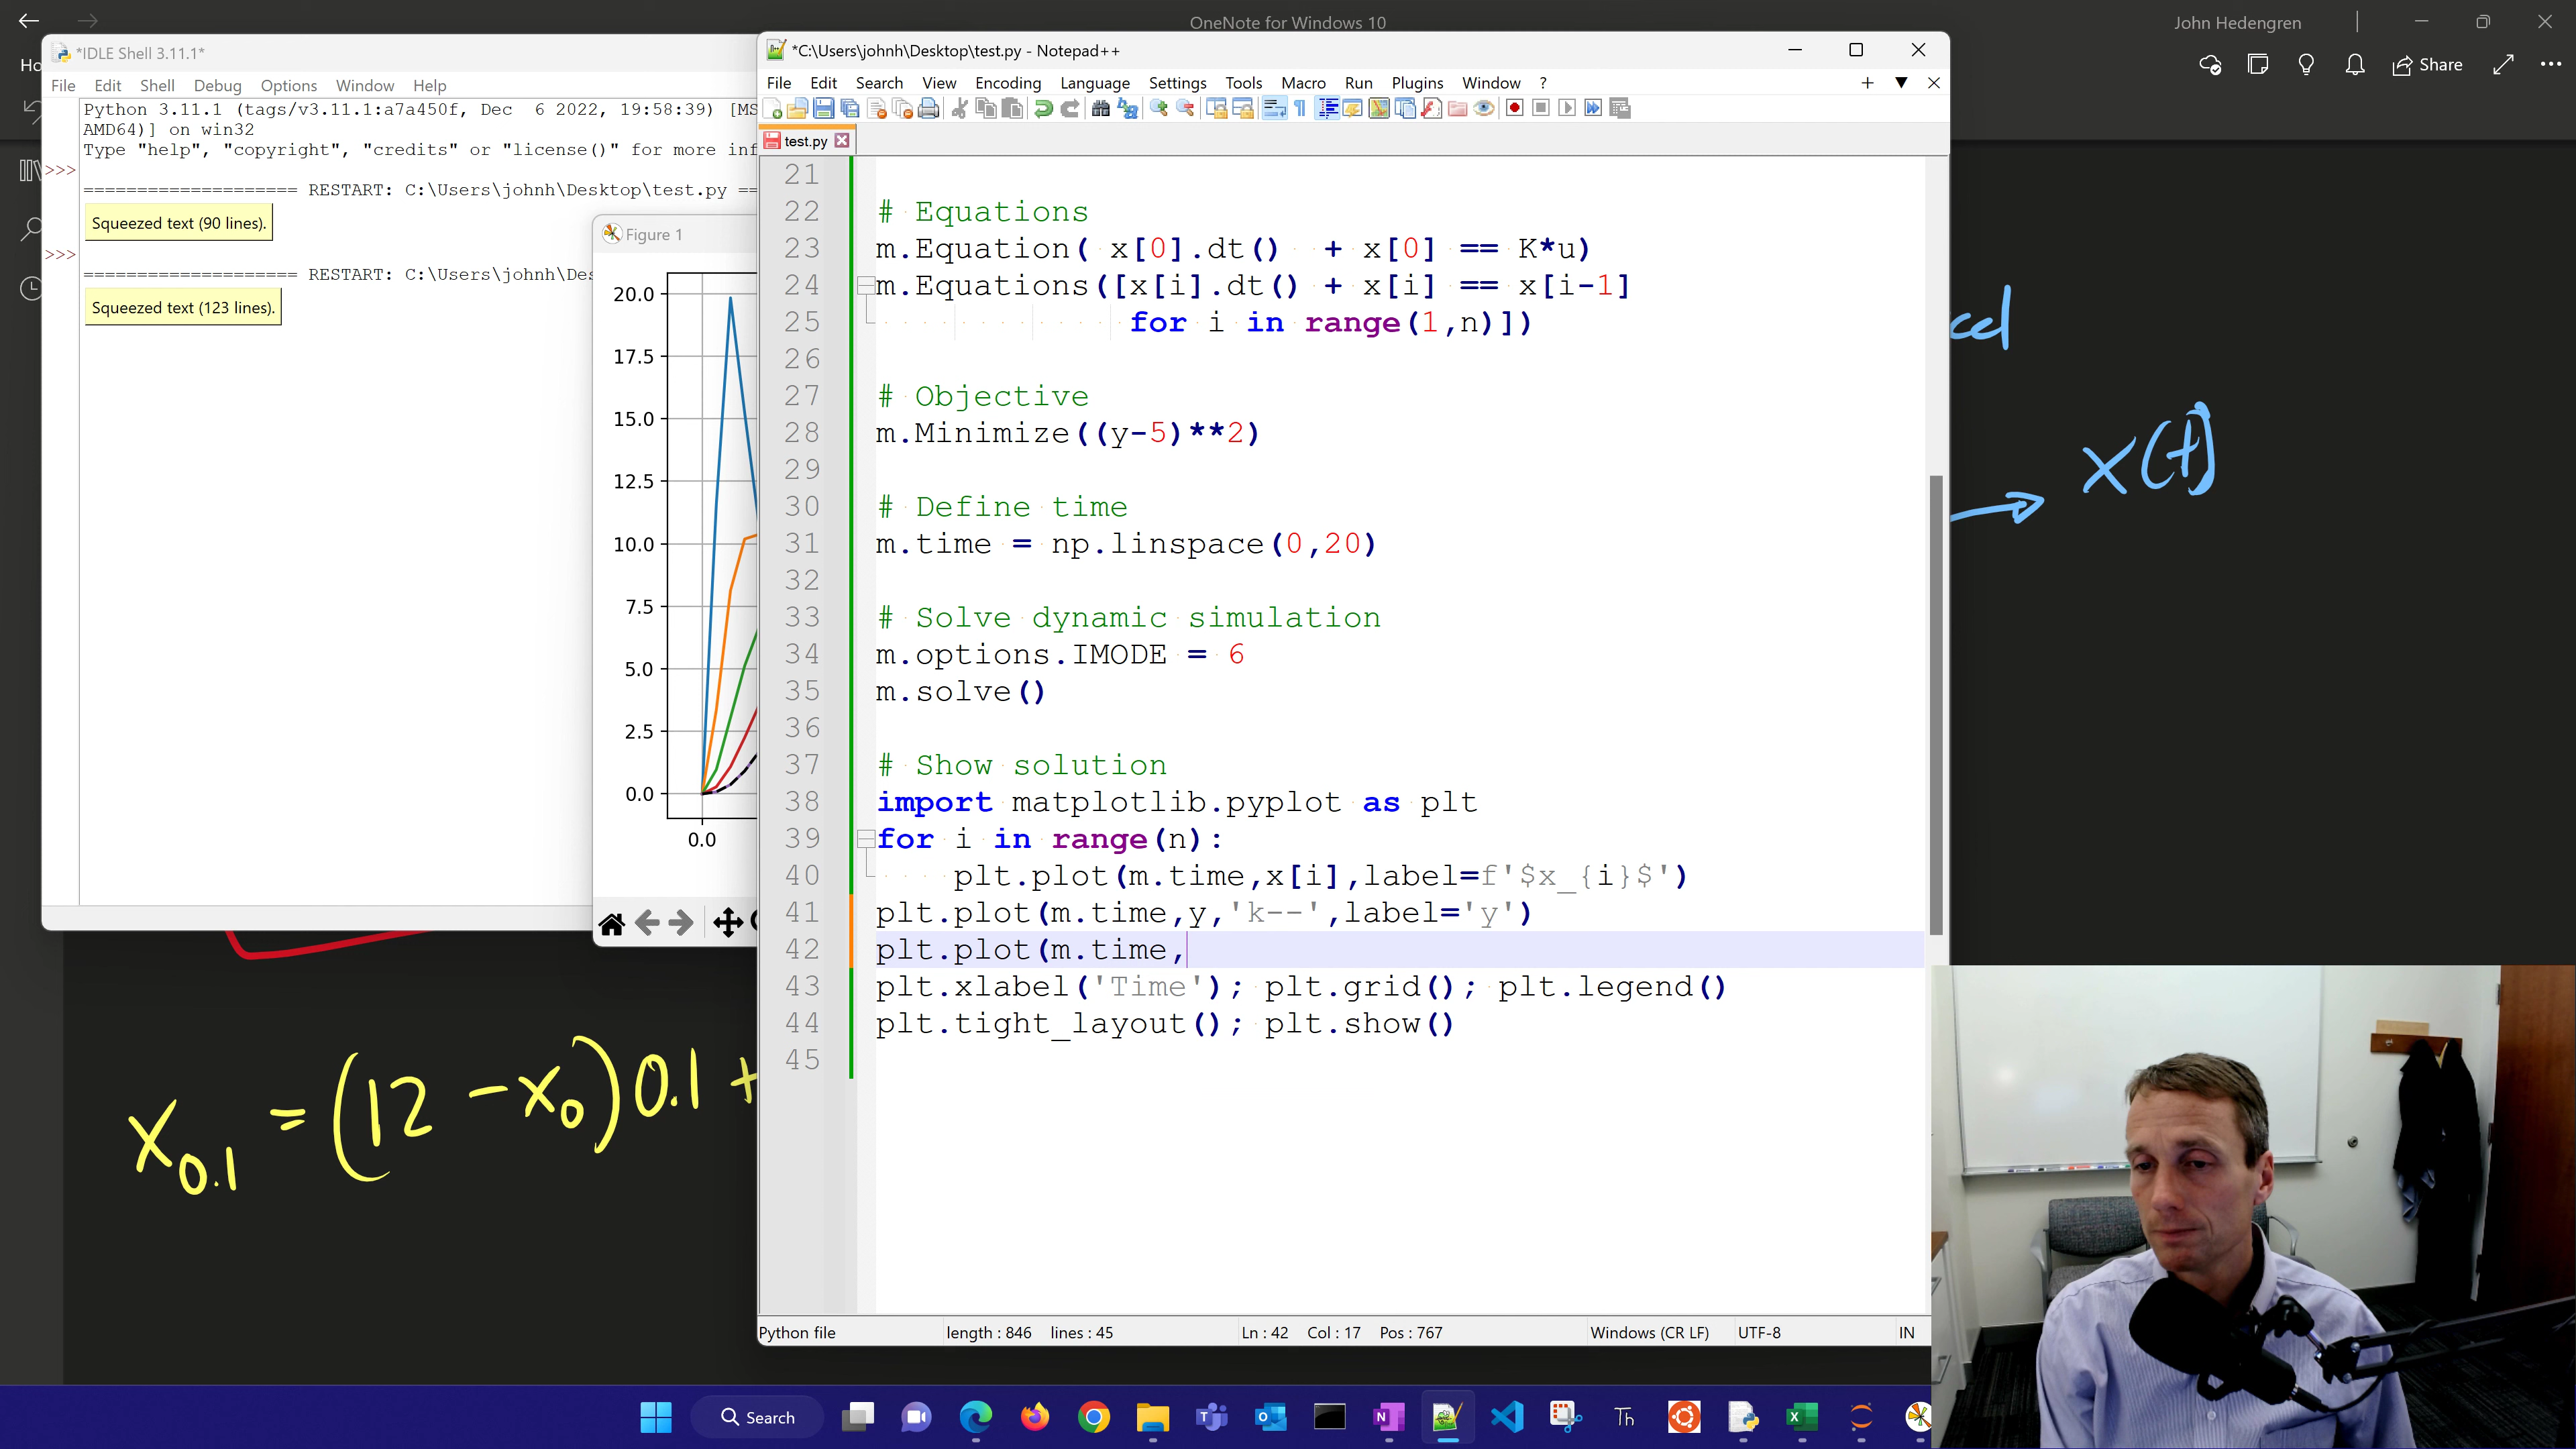 OneNote for Windows 10
John Hedengren
Share
*IDLE Shell 3.11.1*
File Edit Shell Debug Options Window Help
Python 3.11.1 (tags/v3.11.1:a7a450f, Dec 6 2022, 19:58:39) [MS
AMD64)] on win32
Type "help", "copyright", "credits" or "license()" for more inf
>>>
==================== RESTART: C:\Users\johnh\Desktop\test.py ==
Squeezed text (90 lines).
>>>
==================== RESTART: C:\Users\johnh\Des
Squeezed text (123 lines).
Figure 1
20.0
17.5
15.0
12.5
10.0
7.5
5.0
2.5
0.0
0.0
*C:\Users\johnh\Desktop\test.py - Notepad++
File Edit Search View Encoding Language Settings Tools Macro Run Plugins Window ?
test.py
21
22 # Equations
23 m.Equation( x[0].dt() + x[0] == K*u)
24 m.Equations([x[i].dt() + x[i] == x[i-1]
25 for i in range(1,n)])
26
27 # Objective
28 m.Minimize((y-5)**2)
29
30 # Define time
31 m.time = np.linspace(0,20)
32
33 # Solve dynamic simulation
34 m.options.IMODE = 6
35 m.solve()
36
37 # Show solution
38 import matplotlib.pyplot as plt
39 for i in range(n):
40 plt.plot(m.time,x[i],label=f'$x_{i}$')
41 plt.plot(m.time,y,'k--',label='y')
42 plt.plot(m.time,
43 plt.xlabel('Time'); plt.grid(); plt.legend()
44 plt.tight_layout(); plt.show()
45
Python file length : 846 lines : 45 Ln : 42 Col : 17 Pos : 767 Windows (CR LF) UTF-8 IN
x(t)
x0.1 = (12 - x0) 0.1 +
Search